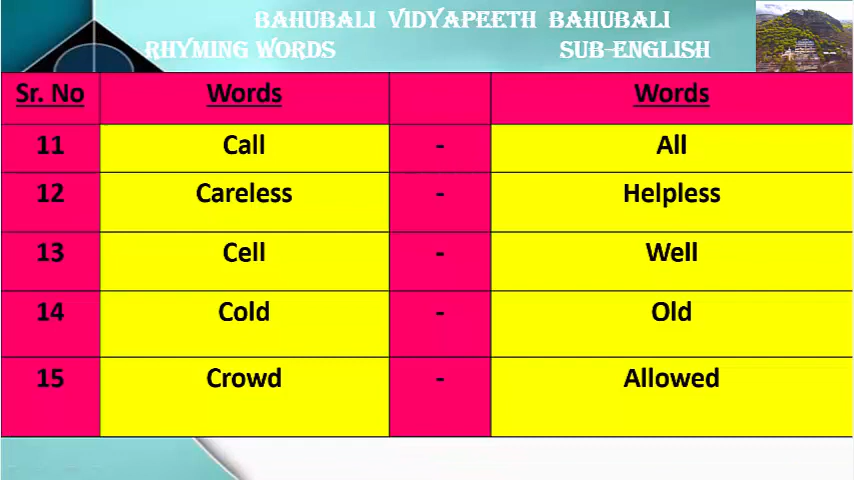 BAHUBALI VIDYAPEETH BAHUBALI
RHYMING WORDS SUB-ENGLISH
Sr. No Words Words
11 Call - All
12 Careless - Helpless
13 Cell - Well
14 Cold - Old
15 Crowd - Allowed